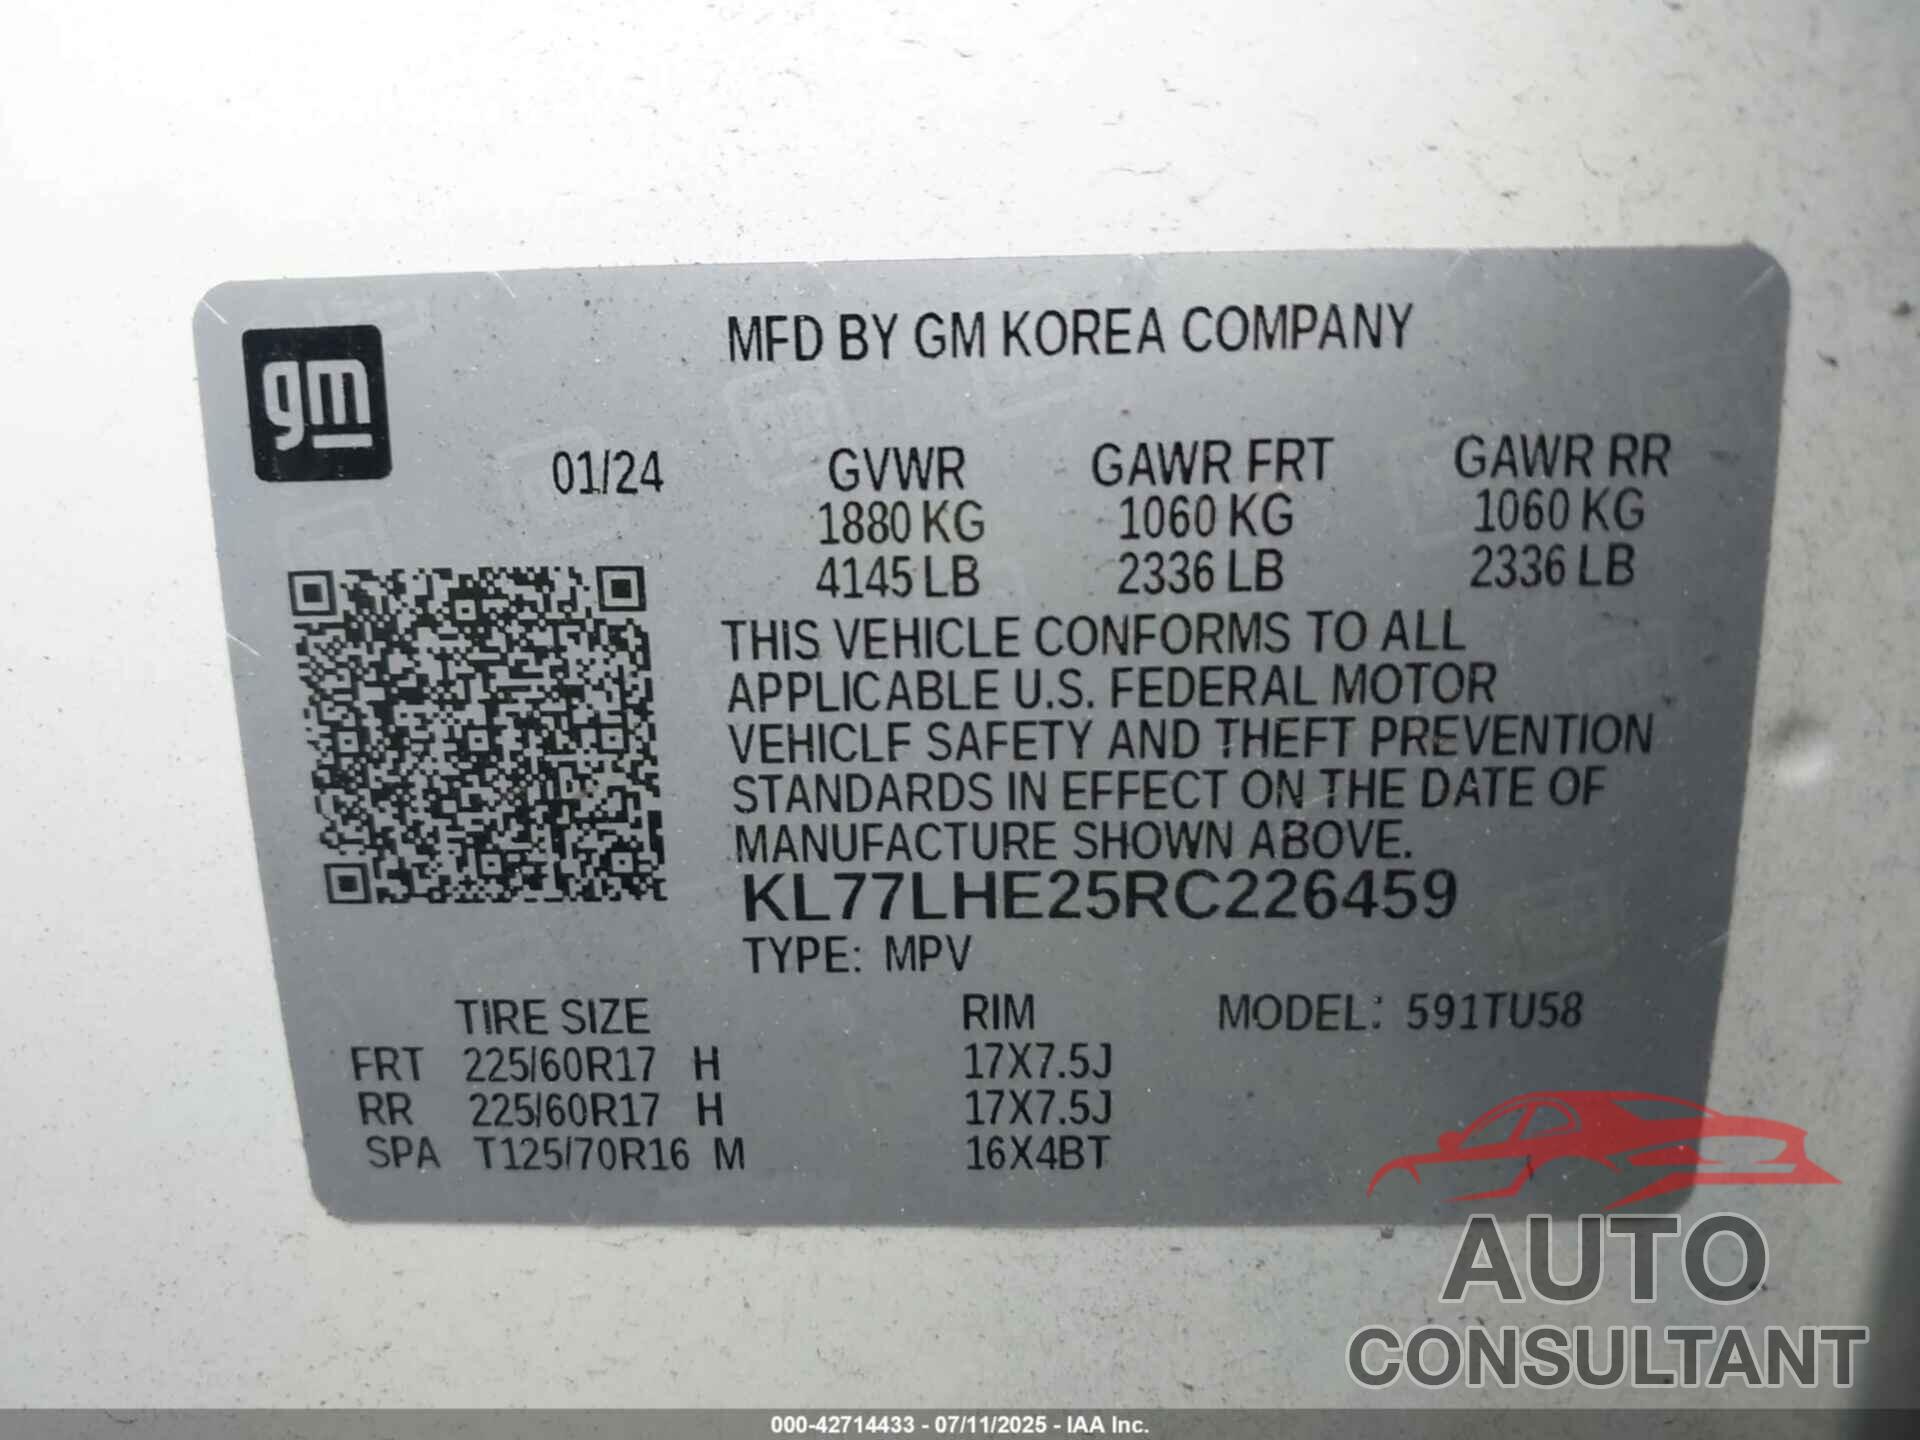 gm
MFD BY GM KOREA COMPANY
01/24 GVWR GAWR FRT GAWR RR
1880 KG 1060 KG 1060 KG
4145 LB 2336 LB 2336 LB
THIS VEHICLE CONFORMS TO ALL
APPLICABLE U.S. FEDERAL MOTOR
VEHICLF SAFETY AND THEFT PREVENTION
STANDARDS IN EFFECT ON THE DATE OF
MANUFACTURE SHOWN ABOVE.
KL77LHE25RC226459
TYPE: MPV
TIRE SIZE RIM MODEL: 591TU58
FRT 225/60R17 H 17X7.5J
RR 225/60R17 H 17X7.5J
SPA T125/70R16 M 16X4BT
AUTO
CONSULTANT
000-42714433 - 07/11/2025 - IAA Inc.